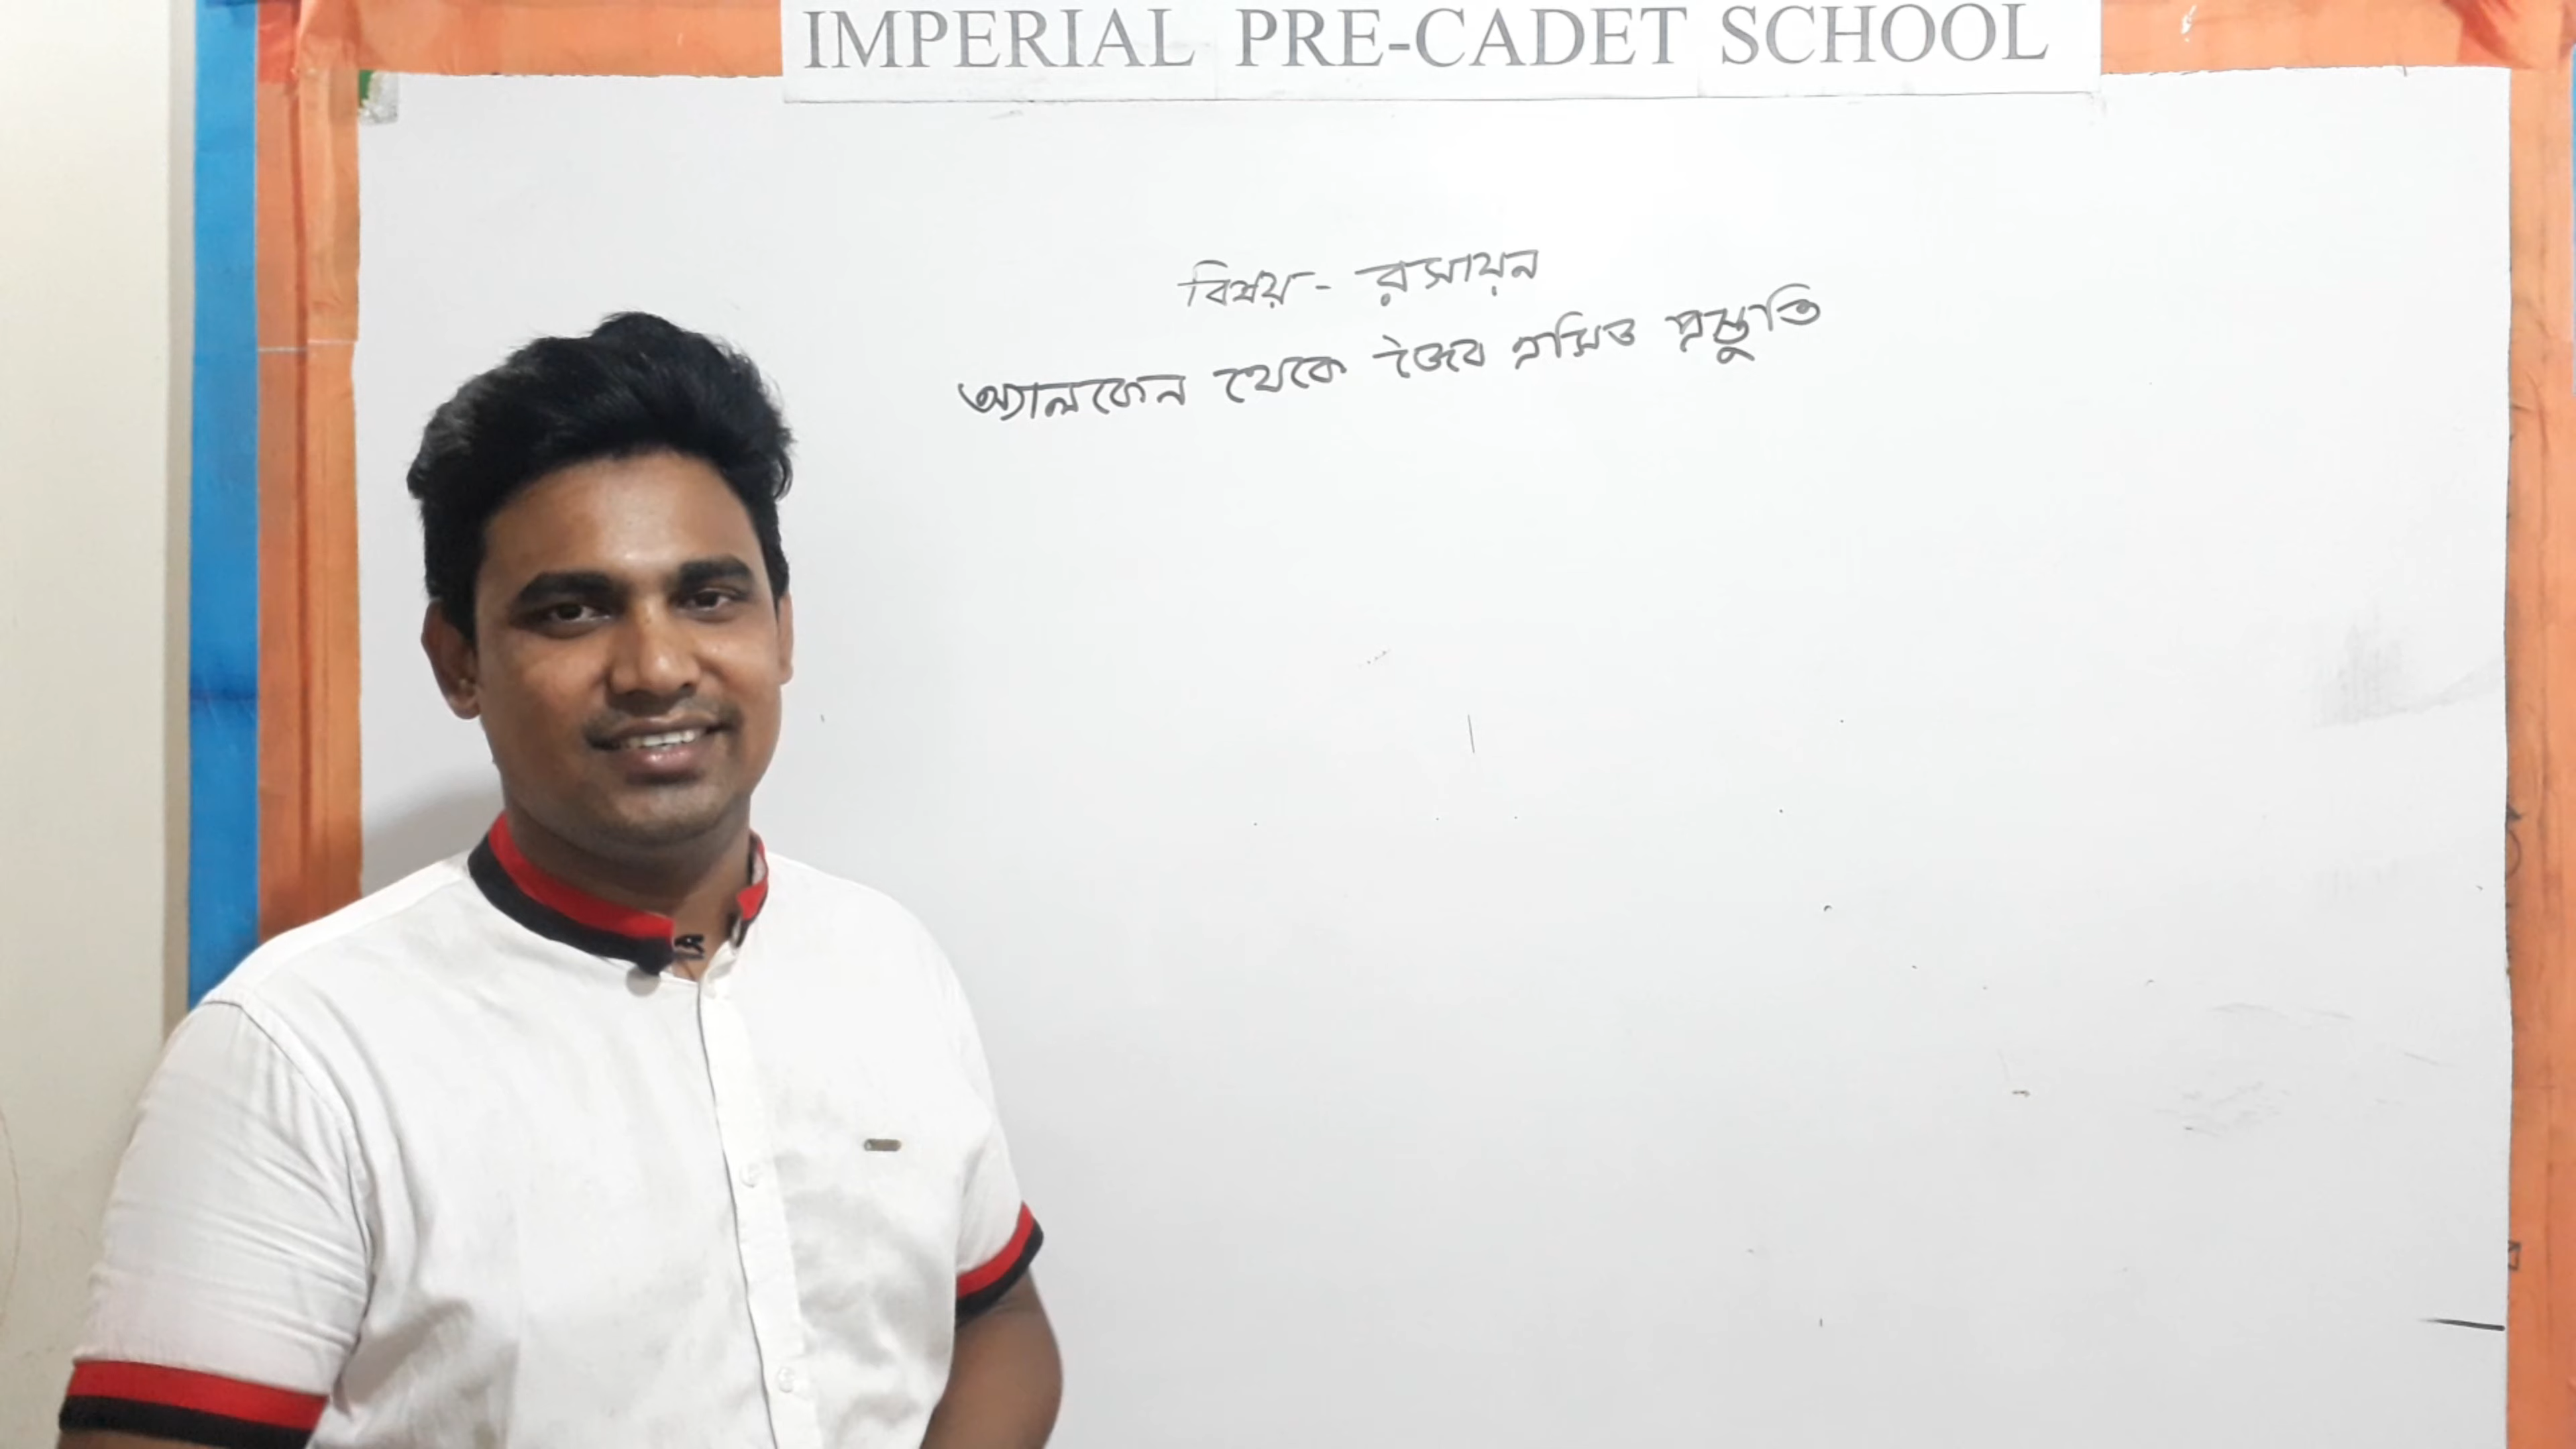 IMPERIAL PRE-CADET SCHOOL
বিষয় - রসায়ন
অ্যালকেন থেকে জৈব এসিড প্রস্তুতি